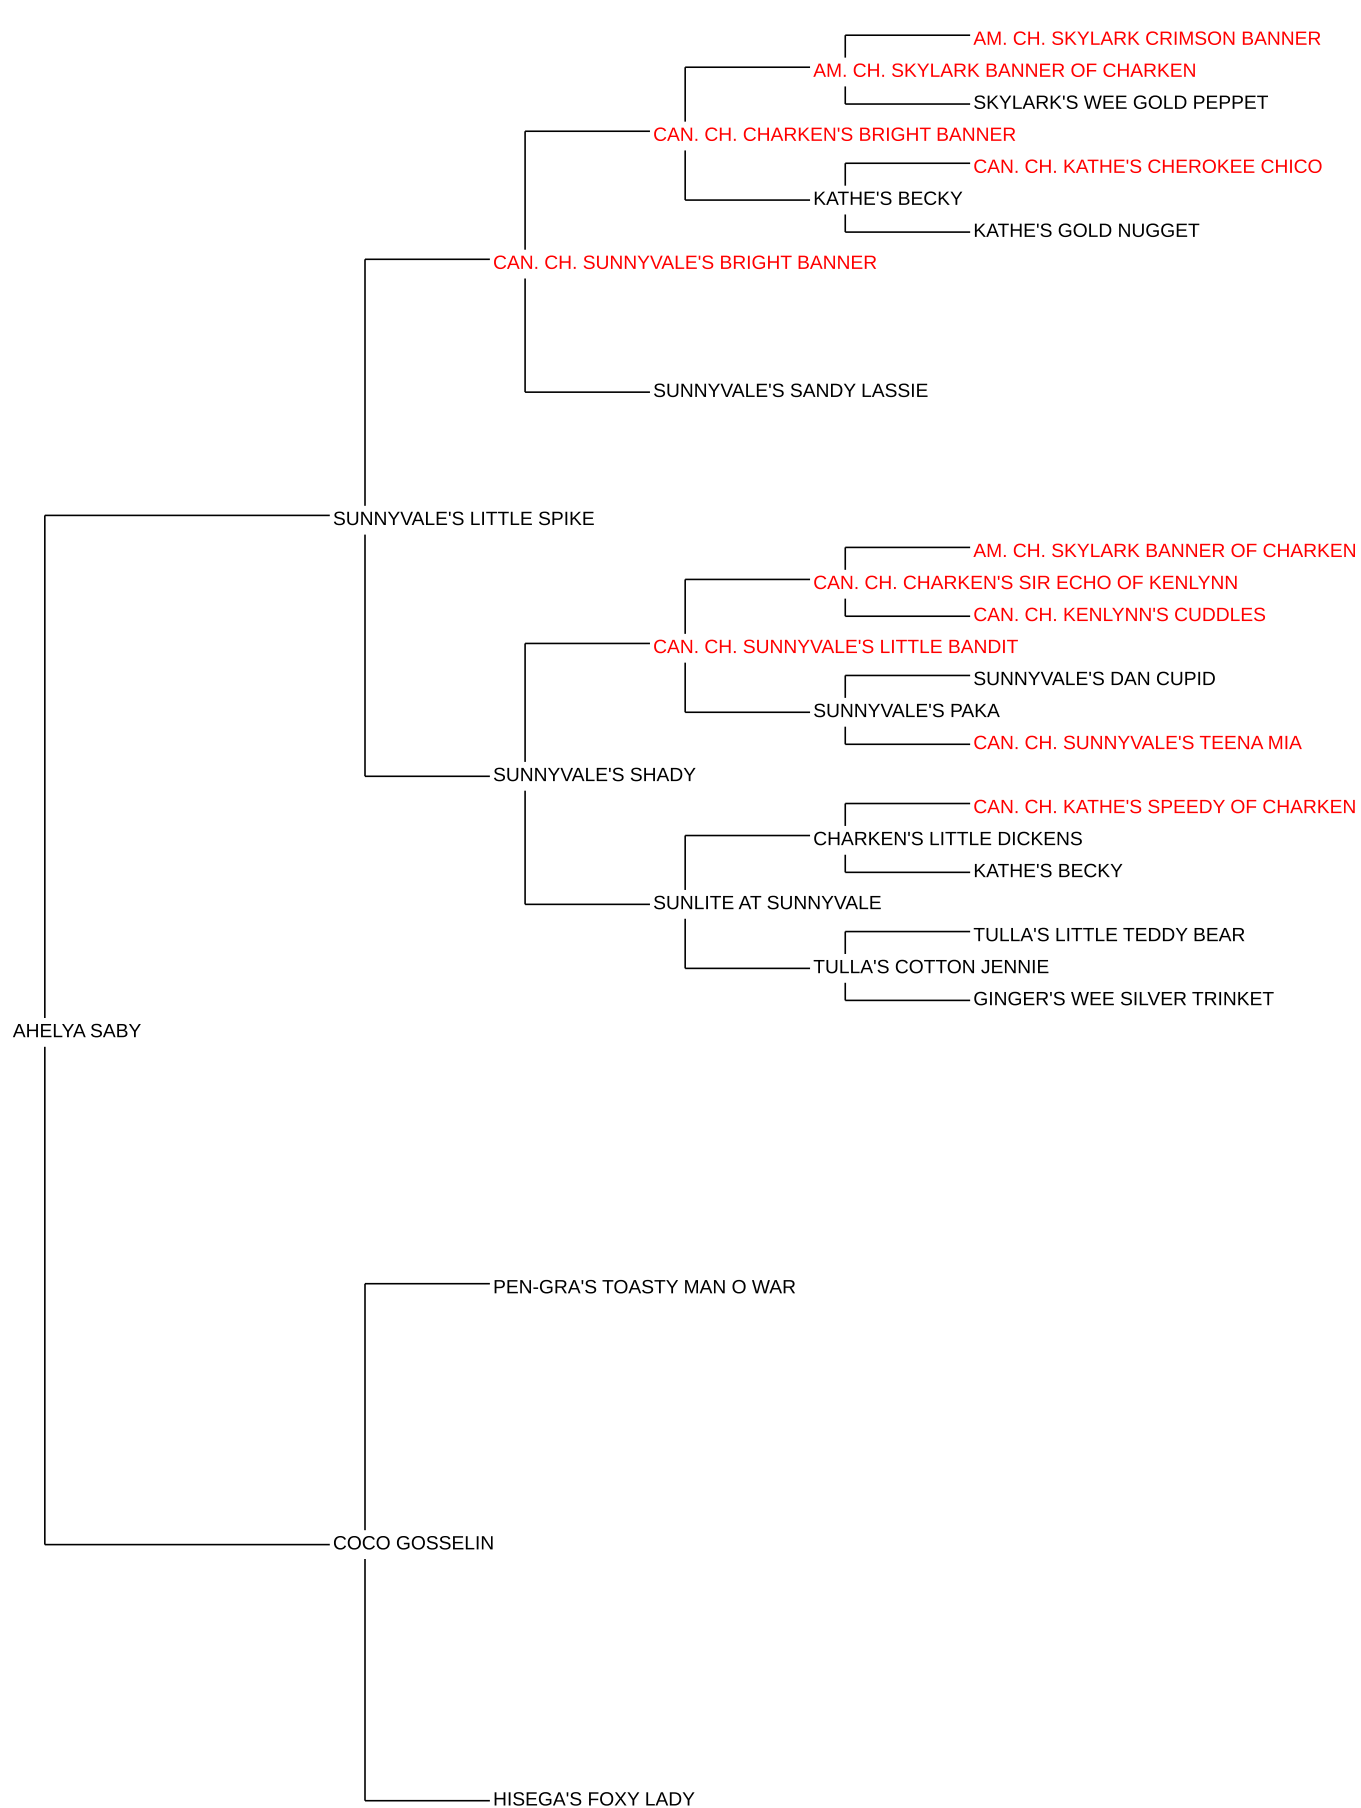 AM. CH. SKYLARK CRIMSON BANNER
AM. CH. SKYLARK BANNER OF CHARKEN
SKYLARK'S WEE GOLD PEPPET
CAN. CH. CHARKEN'S BRIGHT BANNER
CAN. CH. KATHE'S CHEROKEE CHICO
KATHE'S BECKY
KATHE'S GOLD NUGGET
CAN. CH. SUNNYVALE'S BRIGHT BANNER
SUNNYVALE'S SANDY LASSIE
SUNNYVALE'S LITTLE SPIKE
AM. CH. SKYLARK BANNER OF CHARKEN
CAN. CH. CHARKEN'S SIR ECHO OF KENLYNN
CAN. CH. KENLYNN'S CUDDLES
CAN. CH. SUNNYVALE'S LITTLE BANDIT
SUNNYVALE'S DAN CUPID
SUNNYVALE'S PAKA
CAN. CH. SUNNYVALE'S TEENA MIA
SUNNYVALE'S SHADY
CAN. CH. KATHE'S SPEEDY OF CHARKEN
CHARKEN'S LITTLE DICKENS
KATHE'S BECKY
SUNLITE AT SUNNYVALE
TULLA'S LITTLE TEDDY BEAR
TULLA'S COTTON JENNIE
GINGER'S WEE SILVER TRINKET
AHELYA SABY
PEN-GRA'S TOASTY MAN O WAR
COCO GOSSELIN
HISEGA'S FOXY LADY